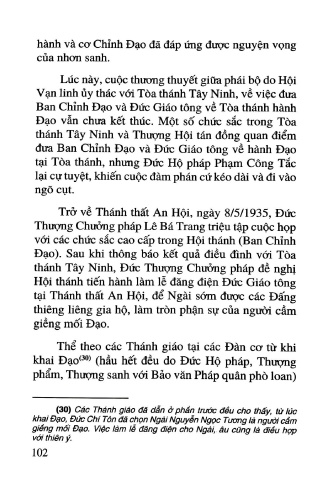 hành và cơ Chỉnh Đạo đã đáp ứng được nguyện vọng
của nhơn sanh.
Lúc này, cuộc thương thuyết giữa phái bộ do Hội
Vạn linh ủy thác với Tòa thánh Tây Ninh, về việc đưa
Ban Chỉnh Đạo và Đức Giáo tông về Tòa thánh hành
Đạo vẫn chưa kết thúc. Một số chức sắc trong Tòa
thánh Tây Ninh và Thượng Hội tán đồng quan điểm
đưa Ban Chỉnh Đạo và Đức Giáo tông về hành Đạo
tại Tòa thánh, nhưng Đức Hộ pháp Phạm Công Tắc
lại cự tuyệt, khiến cuộc đàm phán cứ kéo dài và đi vào
ngõ cụt.
Trở về Thánh thất An Hội, ngày 8/5/1935, Đức
Thượng Chưởng pháp Lê Bá Trang triệu tập cuộc họp
với các chức sắc cao cấp trong Hội thánh (Ban Chỉnh
Đạo). Sau khi thông báo kết quả điều đình với Tòa
thánh Tây Ninh, Đức Thượng Chưởng pháp đề nghị
Hội thánh tiến hành làm lễ đăng điện Đức Giáo tông
tại Thánh thất An Hội, để Ngài sớm được các Đấng
thiêng liêng gia hộ, làm tròn phận sự của người cầm
giềng mối Đạo.
Thể theo các Thánh giáo tại các Đàn cơ từ khi
khai Đạo(30) (hầu hết đều do Đức Hộ pháp, Thượng
phẩm, Thượng sanh với Bảo văn Pháp quân phò loan)
(30) Các Thánh giáo đã dẫn ở phần trước đều cho thấy, từ lúc
khai Đạo, Đức Chí Tôn đã chọn Ngài Nguyễn Ngọc Tương là người cầm
giềng mối Đạo. Việc làm lễ đăng điện cho Ngài, âu cũng là điều hợp
với thiên ý.
102